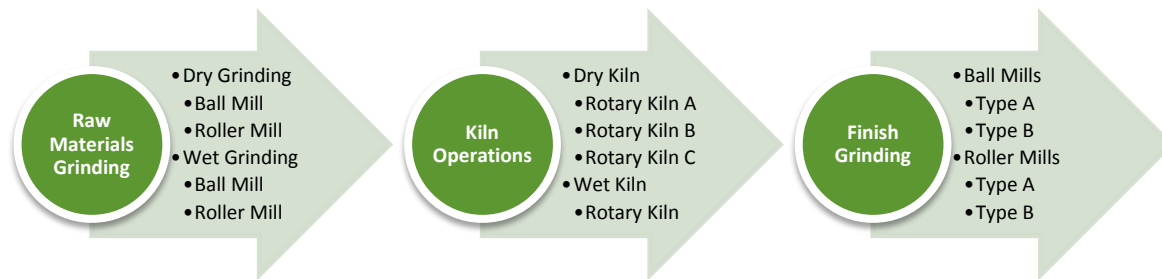 Raw
Materials
Grinding
•Dry Grinding
•Ball Mill
•Roller Mill
•Wet Grinding
•Ball Mill
•Roller Mill
Kiln
Operations
•Dry Kiln
•Rotary Kiln A
•Rotary Kiln B
•Rotary Kiln C
•Wet Kiln
•Rotary Kiln
Finish
Grinding
•Ball Mills
•Type A
•Type B
•Roller Mills
•Type A
•Type B